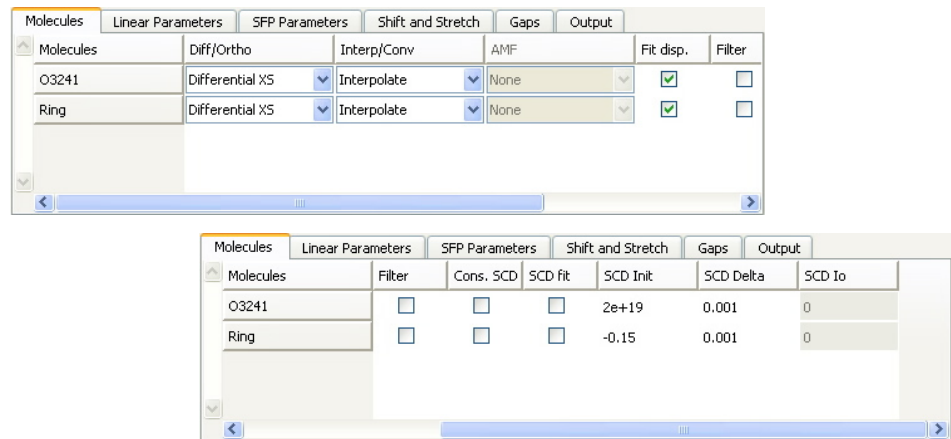 Molecules Linear Parameters SFP Parameters Shift and Stretch Gaps Output
Molecules Diff/Ortho Interp/Conv AMF Fit disp. Filter
O3241 Differential XS Interpolate None
Ring Differential XS Interpolate None
Molecules Linear Parameters SFP Parameters Shift and Stretch Gaps Output
Molecules Filter Cons. SCD SCD fit SCD Init SCD Delta SCD Io
O3241 2e+19 0.001 0
Ring -0.15 0.001 0